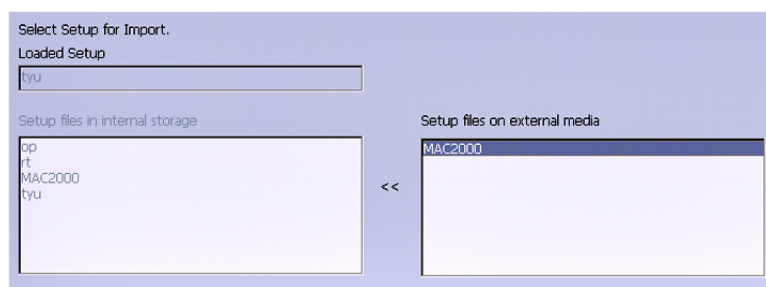 Select Setup for Import.
Loaded Setup
tyu
Setup files in internal storage
op
rt
MAC2000
tyu
<<
Setup files on external media
MAC2000